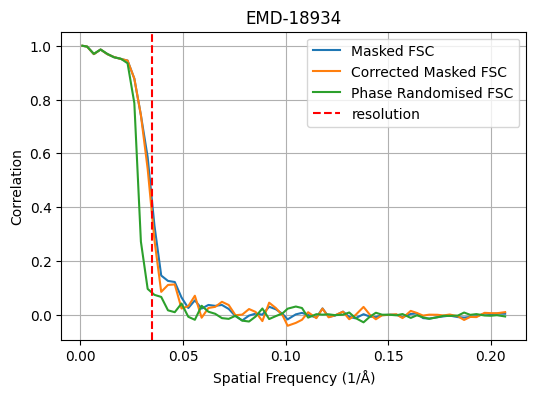 EMD-18934
Masked FSC
Corrected Masked FSC
Phase Randomised FSC
resolution
Correlation
1.0
0.8
0.6
0.4
0.2
0.0
0.00 0.05 0.10 0.15 0.20
Spatial Frequency (1/Å)